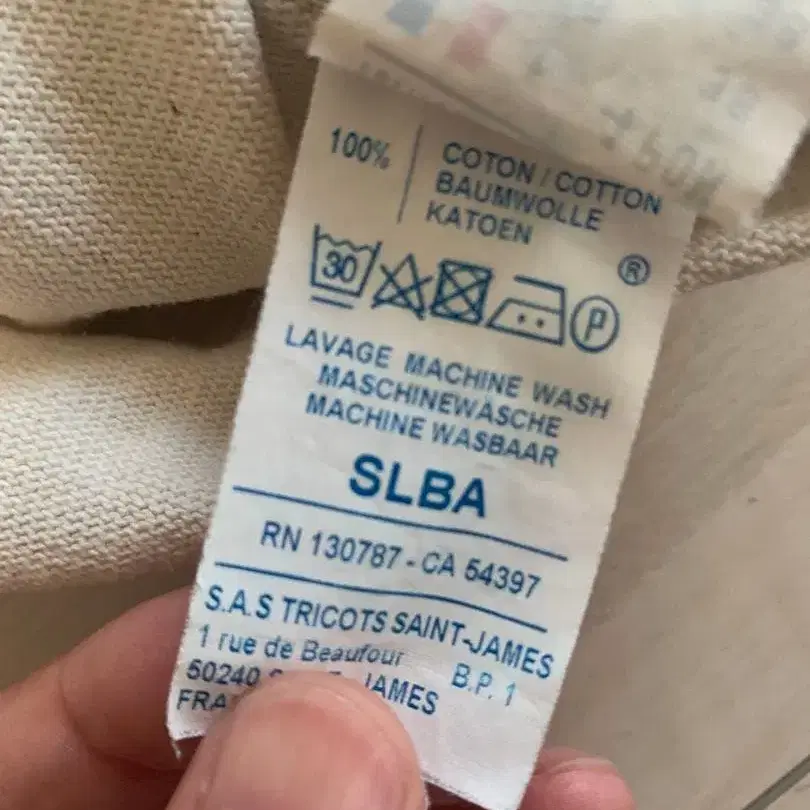 100% COTON / COTTON
BAUMWOLLE
KATOEN
®
30 P
LAVAGE MACHINE WASH
MASCHINEWÄSCHE
MACHINE WASBAAR
SLBA
RN 130787 - CA 54397
S.A.S TRICOTS SAINT-JAMES
1 rue de Beaufour B.P. 1
50240 JAMES